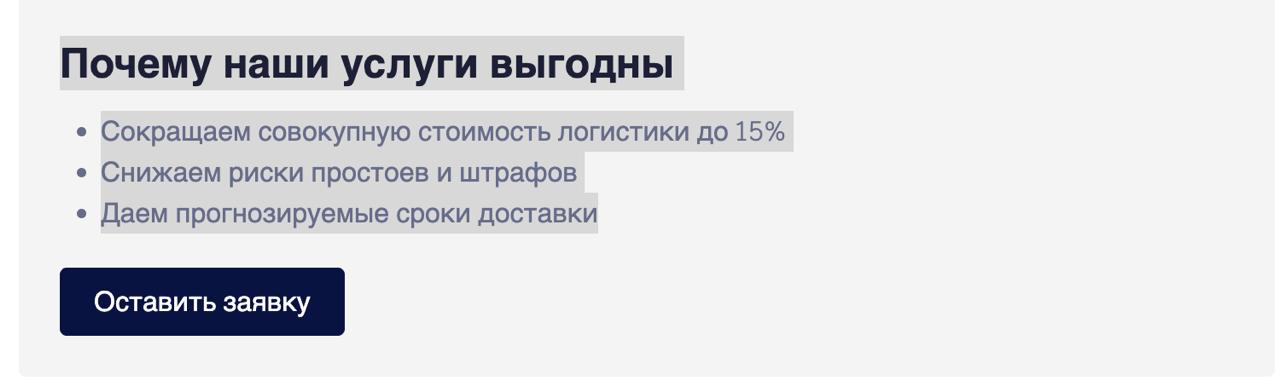 Почему наши услуги выгодны
Сокращаем совокупную стоимость логистики до 15%
Снижаем риски простоев и штрафов
Даем прогнозируемые сроки доставки
Оставить заявку